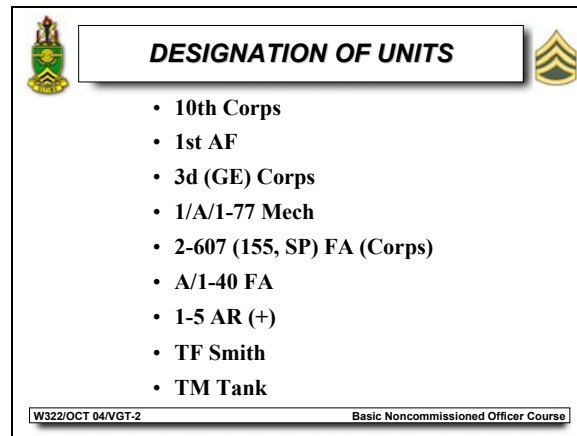 DESIGNATION OF UNITS
• 10th Corps
• 1st AF
• 3d (GE) Corps
• 1/A/1-77 Mech
• 2-607 (155, SP) FA (Corps)
• A/1-40 FA
• 1-5 AR (+)
• TF Smith
• TM Tank
W322/OCT 04/VGT-2 Basic Noncommissioned Officer Course